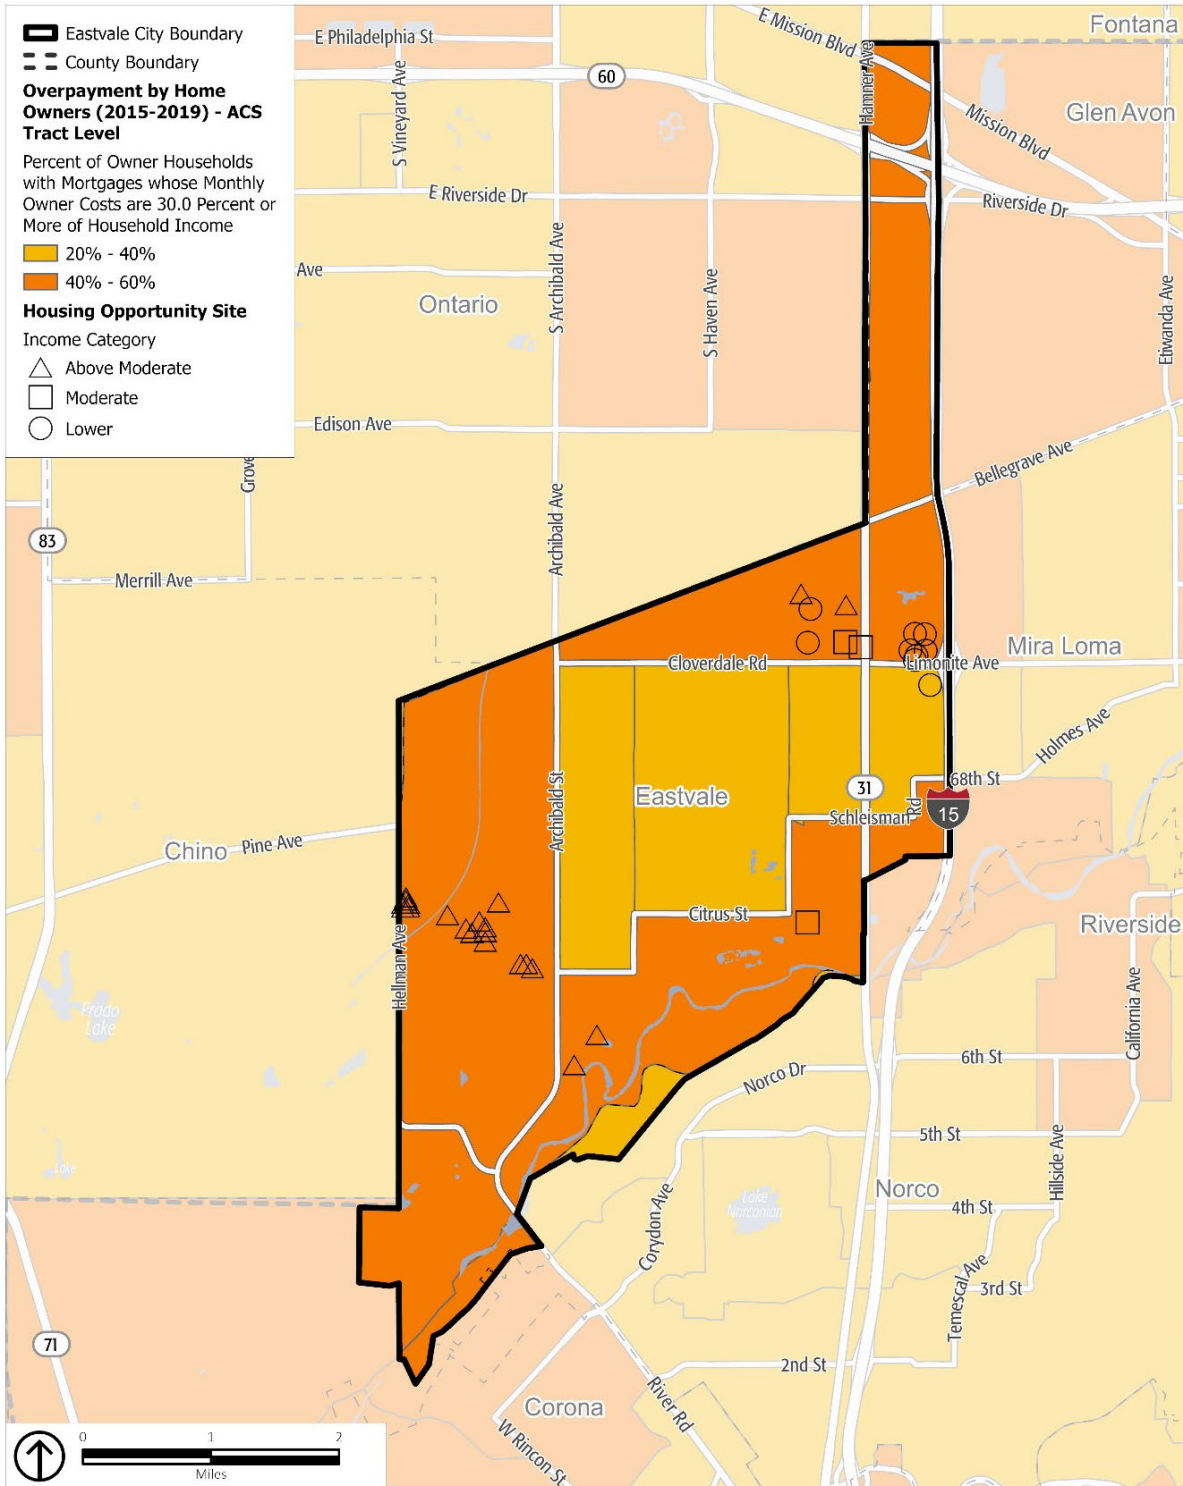 Eastvale City Boundary
County Boundary
Overpayment by Home
Owners (2015-2019) - ACS
Tract Level
Percent of Owner Households
with Mortgages whose Monthly
Owner Costs are 30.0 Percent or
More of Household Income
20% - 40%
40% - 60%
Housing Opportunity Site
Income Category
Above Moderate
Moderate
Lower
E Philadelphia St
E Mission Blvd
Fontana
60
Hamner Ave
S Vineyard Ave
Glen Avon
Mission Blvd
E Riverside Dr
Riverside Dr
Ave
S Archibald Ave
S Haven Ave
Etiwanda Ave
Ontario
Edison Ave
Grove
Bellegrave Ave
83
Archibald Ave
Merrill Ave
Mira Loma
Cloverdale Rd
Limonite Ave
Holmes Ave
68th St
Eastvale
31
Schleisman
Rd
15
Archibald St
Chino
Pine Ave
Citrus St
Riverside
Hellman Ave
California Ave
Prado
Lake
6th St
Norco Dr
5th St
Hillside Ave
Lake
Norco
4th St
Lake
Norconian
Corydon Ave
Temescal Ave
3rd St
71
2nd St
Corona
River Rd
W Rincon St
0
1
2
Miles